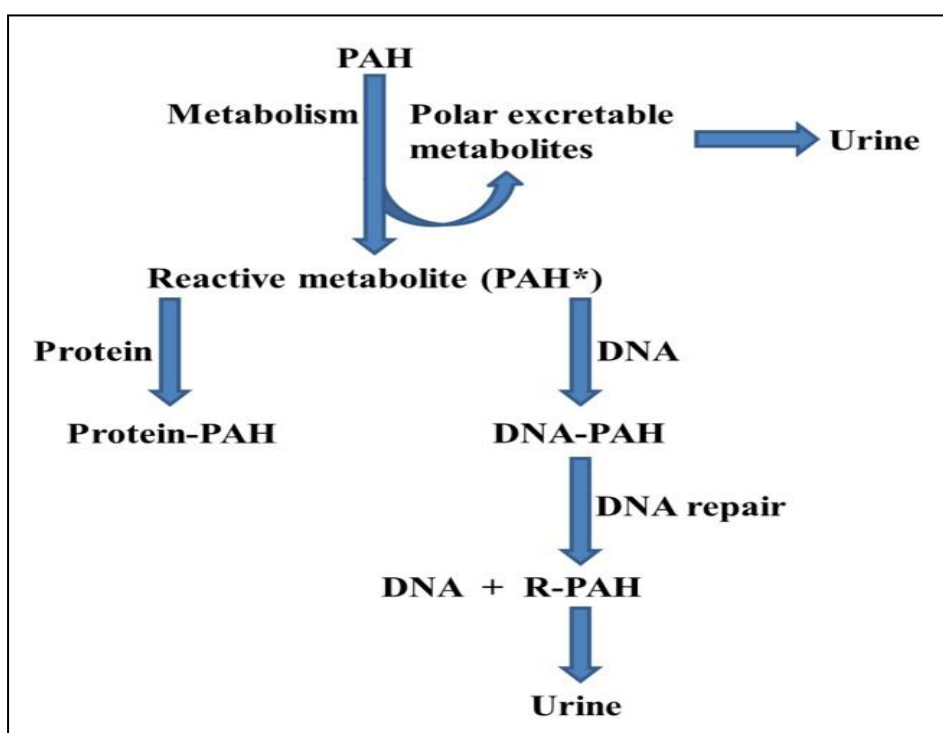 PAH
Metabolism
Polar excretable
metabolites
Urine
Reactive metabolite (PAH*)
Protein
DNA
Protein-PAH
DNA-PAH
DNA repair
DNA + R-PAH
Urine